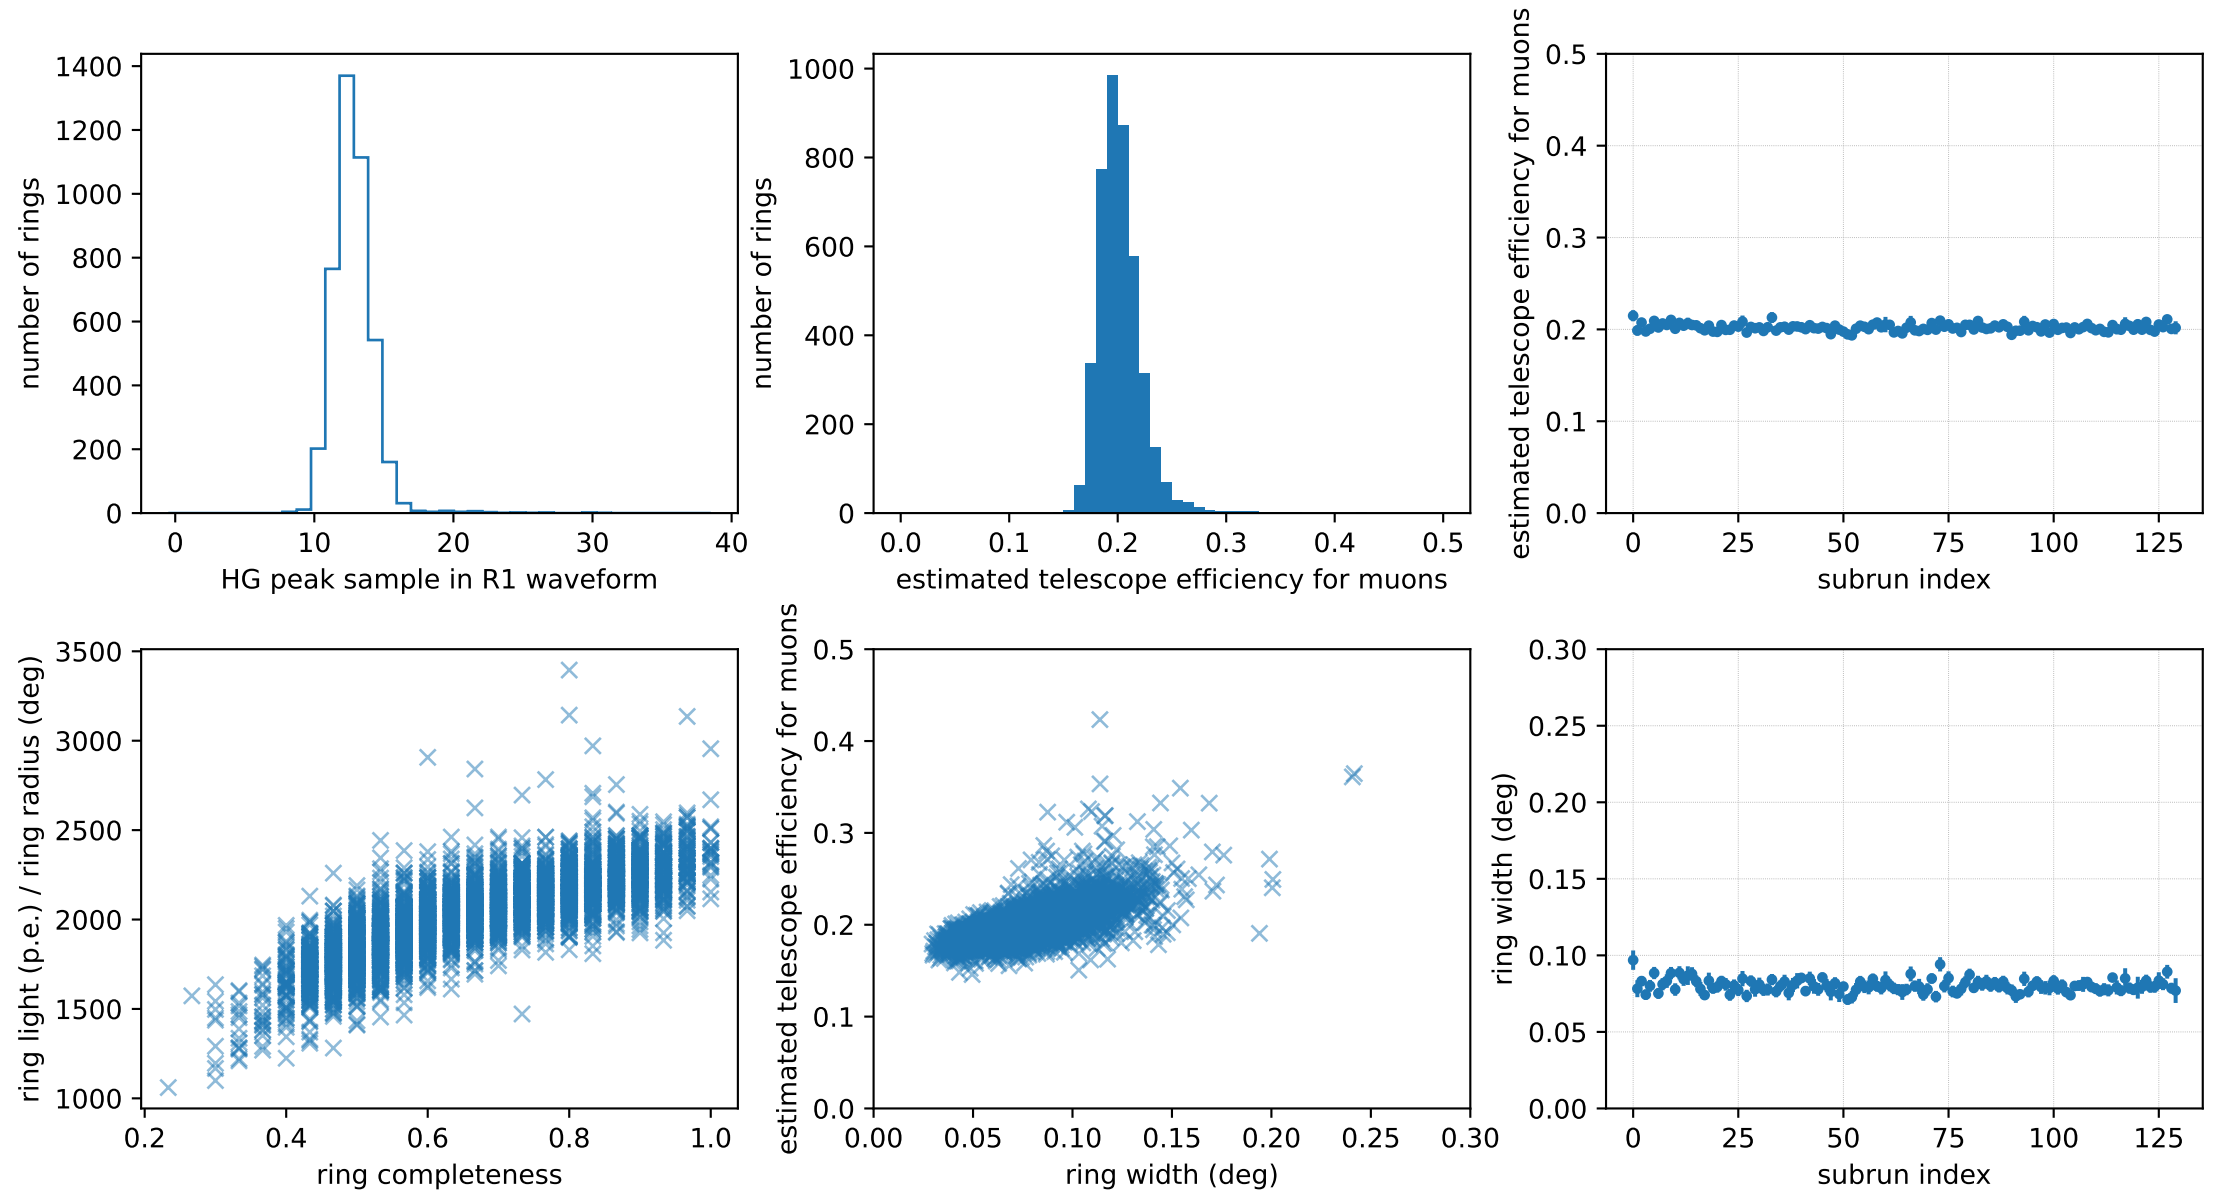 number of rings
1400
1200
1000
800
600
400
200
0
0 10 20 30 40
HG peak sample in R1 waveform
number of rings
1000
800
600
400
200
0
0.0 0.1 0.2 0.3 0.4 0.5
estimated telescope efficiency for muons
estimated telescope efficiency for muons
0.5
0.4
0.3
0.2
0.1
0.0
0 25 50 75 100 125
subrun index
ring light (p.e.) / ring radius (deg)
3500
3000
2500
2000
1500
1000
0.2 0.4 0.6 0.8 1.0
ring completeness
estimated telescope efficiency for muons
0.5
0.4
0.3
0.2
0.1
0.0
0.00 0.05 0.10 0.15 0.20 0.25 0.30
ring width (deg)
ring width (deg)
0.30
0.25
0.20
0.15
0.10
0.05
0.00
0 25 50 75 100 125
subrun index